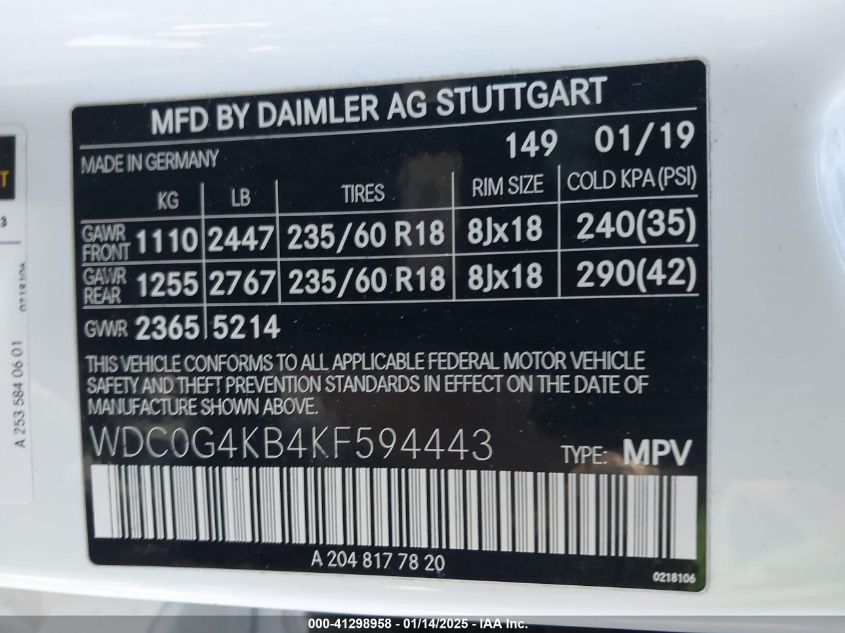 MFD BY DAIMLER AG STUTTGART
MADE IN GERMANY 149 01/19
KG LB TIRES RIM SIZE COLD KPA(PSI)
GAWR FRONT 1110 2447 235/60 R18 8Jx18 240(35)
GAWR REAR 1255 2767 235/60 R18 8Jx18 290(42)
GVWR 2365 5214
THIS VEHICLE CONFORMS TO ALL APPLICABLE FEDERAL MOTOR VEHICLE
SAFETY AND THEFT PREVENTION STANDARDS IN EFFECT ON THE DATE OF
MANUFACTURE SHOWN ABOVE.
WDC0G4KB4KF594443 TYPE: MPV
A 204 817 78 20
0218106
T
3
0218106
A 253 584 06 01
000-41298958 - 01/14/2025 - IAA Inc.